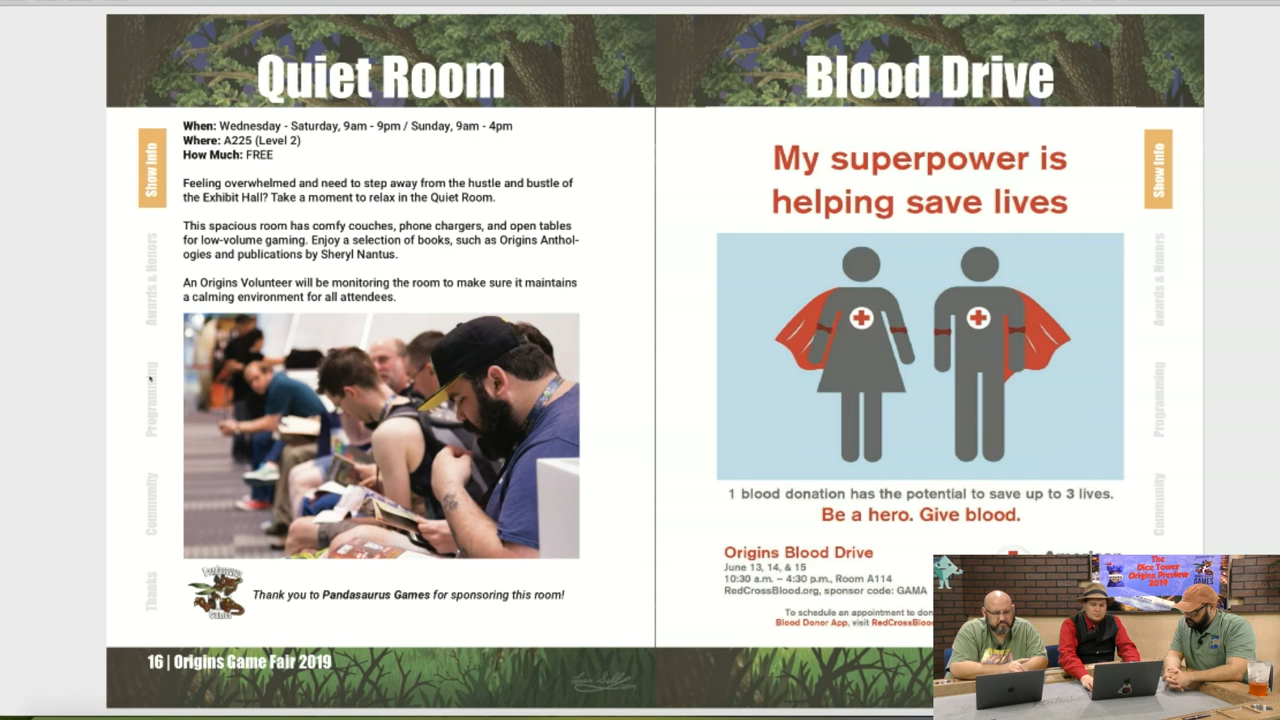 Quiet Room
When: Wednesday - Saturday, 9am - 9pm / Sunday, 9am - 4pm
Where: A225 (Level 2)
How Much: FREE
Feeling overwhelmed and need to step away from the hustle and bustle of
the Exhibit Hall? Take a moment to relax in the Quiet Room.
This spacious room has comfy couches, phone chargers, and open tables
for low-volume gaming. Enjoy a selection of books, such as Origins Anthol-
ogies and publications by Sheryl Nantus.
An Origins Volunteer will be monitoring the room to make sure it maintains
a calming environment for all attendees.
Pandasaurus
Games
Thank you to Pandasaurus Games for sponsoring this room!
16 | Origins Game Fair 2019
Show Info
Awards & Honors
Programming
Community
Thanks
Blood Drive
My superpower is
helping save lives
1 blood donation has the potential to save up to 3 lives.
Be a hero. Give blood.
Origins Blood Drive
June 13, 14, & 15
10:30 a.m. – 4:30 p.m., Room A114
RedCrossBlood.org, sponsor code: GAMA
To schedule an appointment to
Blood Donor App, visit
Show Info
Awards & Honors
Programming
Community
The
Dice Tower
Origins Preview
2019
GAMES